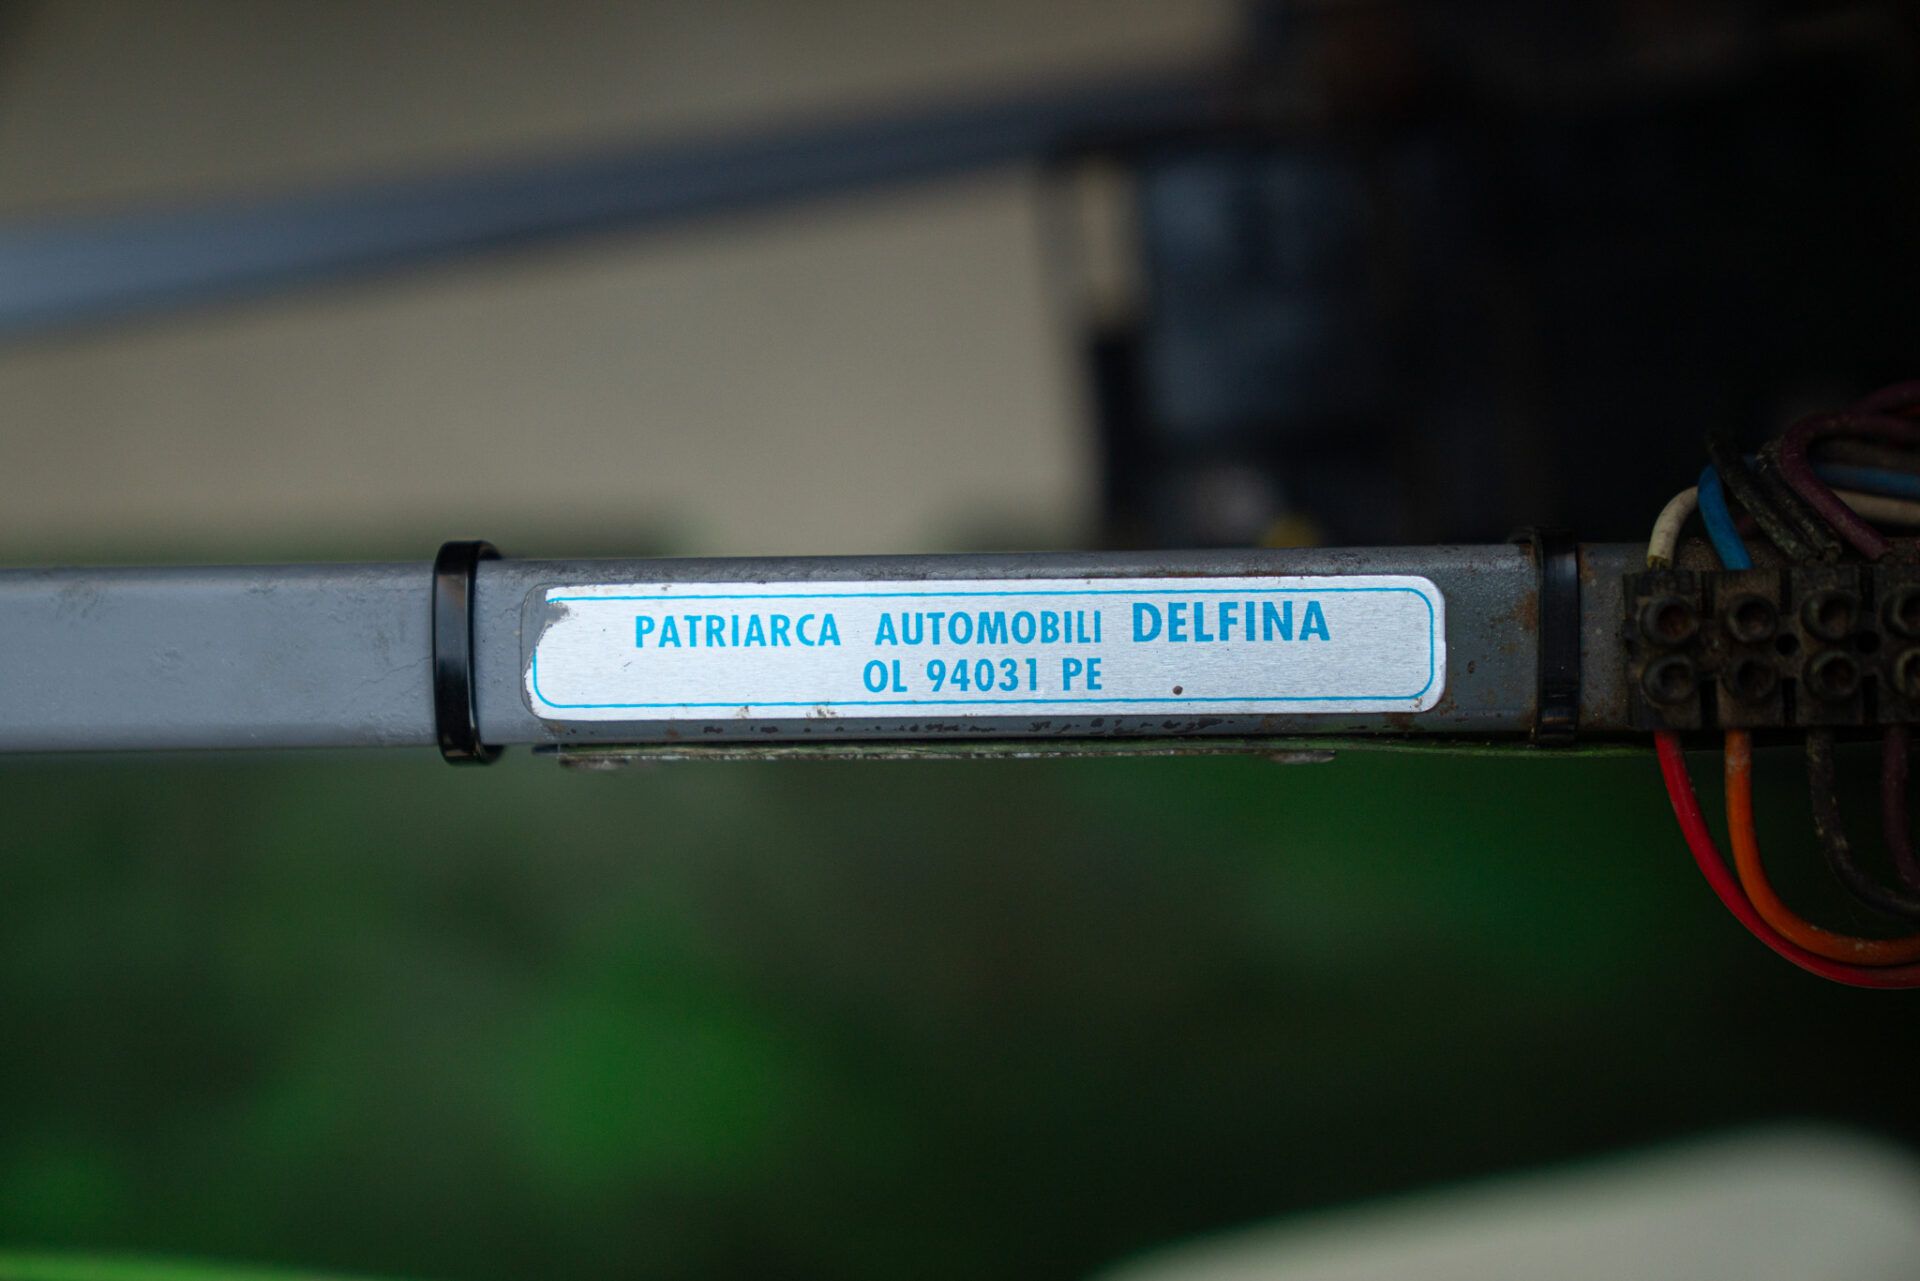 PATRIARCA AUTOMOBILI DELFINA
OL 94031 PE